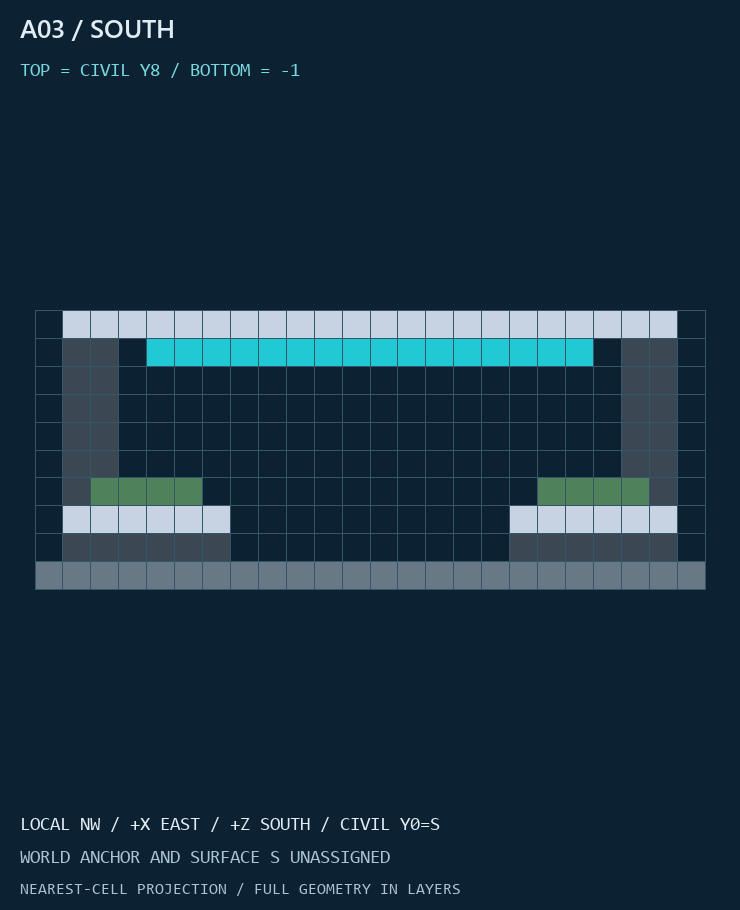 A03 / SOUTH
TOP = CIVIL Y8 / BOTTOM = -1
LOCAL NW / +X EAST / +Z SOUTH / CIVIL Y0=S
WORLD ANCHOR AND SURFACE S UNASSIGNED
NEAREST-CELL PROJECTION / FULL GEOMETRY IN LAYERS